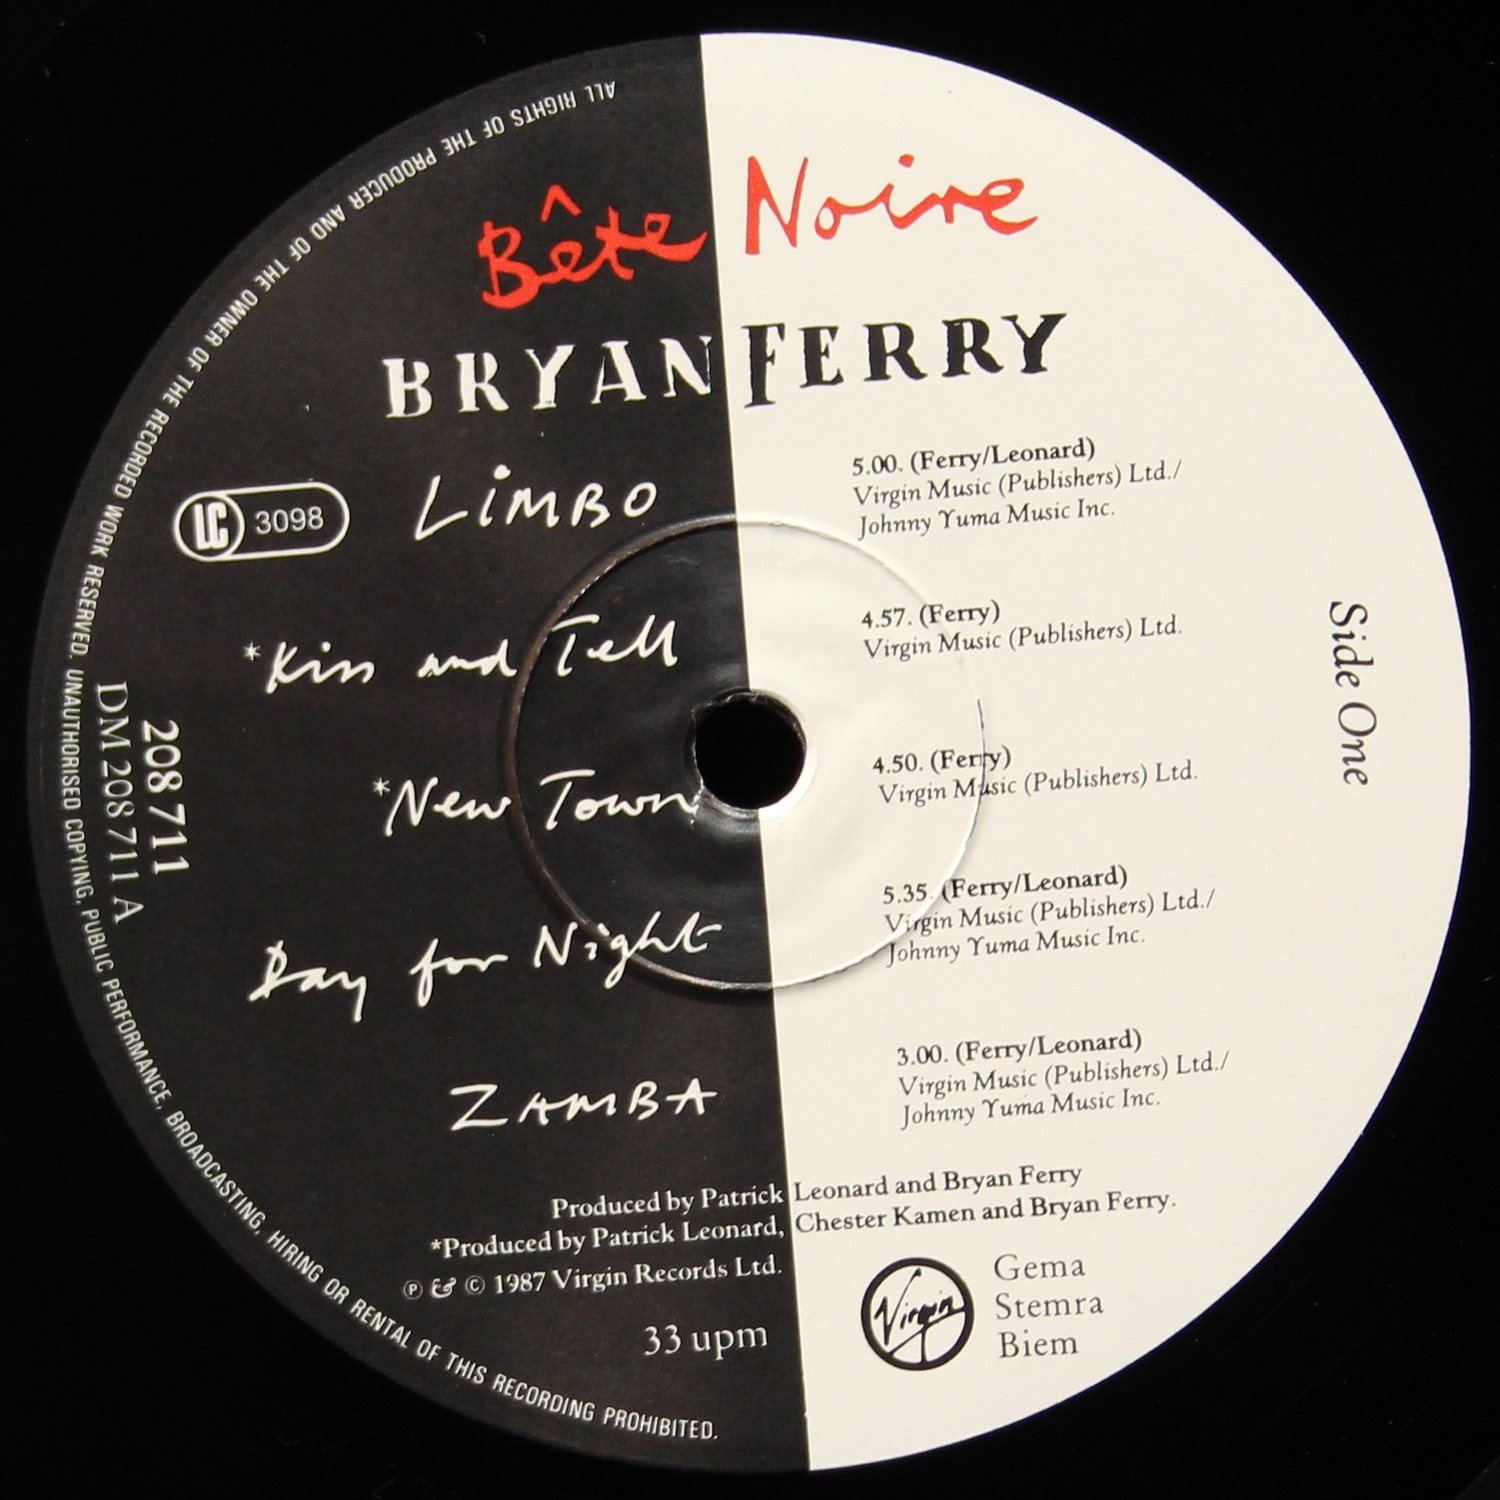 Bête Noire
BRYAN FERRY
LIMBO
5.00. (Ferry/Leonard)
Virgin Music (Publishers) Ltd./
Johnny Yuma Music Inc.
LC 3098
*Kiss and Tell
4.57. (Ferry)
Virgin Music (Publishers) Ltd.
*New Town
4.50. (Ferry)
Virgin Music (Publishers) Ltd.
Day for Night
5.35. (Ferry/Leonard)
Virgin Music (Publishers) Ltd./
Johnny Yuma Music Inc.
ZAMBA
3.00. (Ferry/Leonard)
Virgin Music (Publishers) Ltd./
Johnny Yuma Music Inc.
Side One
208 711
DM 208 711 A
Produced by Patrick Leonard and Bryan Ferry
*Produced by Patrick Leonard, Chester Kamen and Bryan Ferry.
℗ & © 1987 Virgin Records Ltd.
33 upm
Virgin
Gema
Stemra
Biem
ALL RIGHTS OF THE PRODUCER AND OF THE OWNER OF THE RECORDED WORK RESERVED. UNAUTHORISED COPYING, PUBLIC PERFORMANCE, BROADCASTING, HIRING OR RENTAL OF THIS RECORDING PROHIBITED.